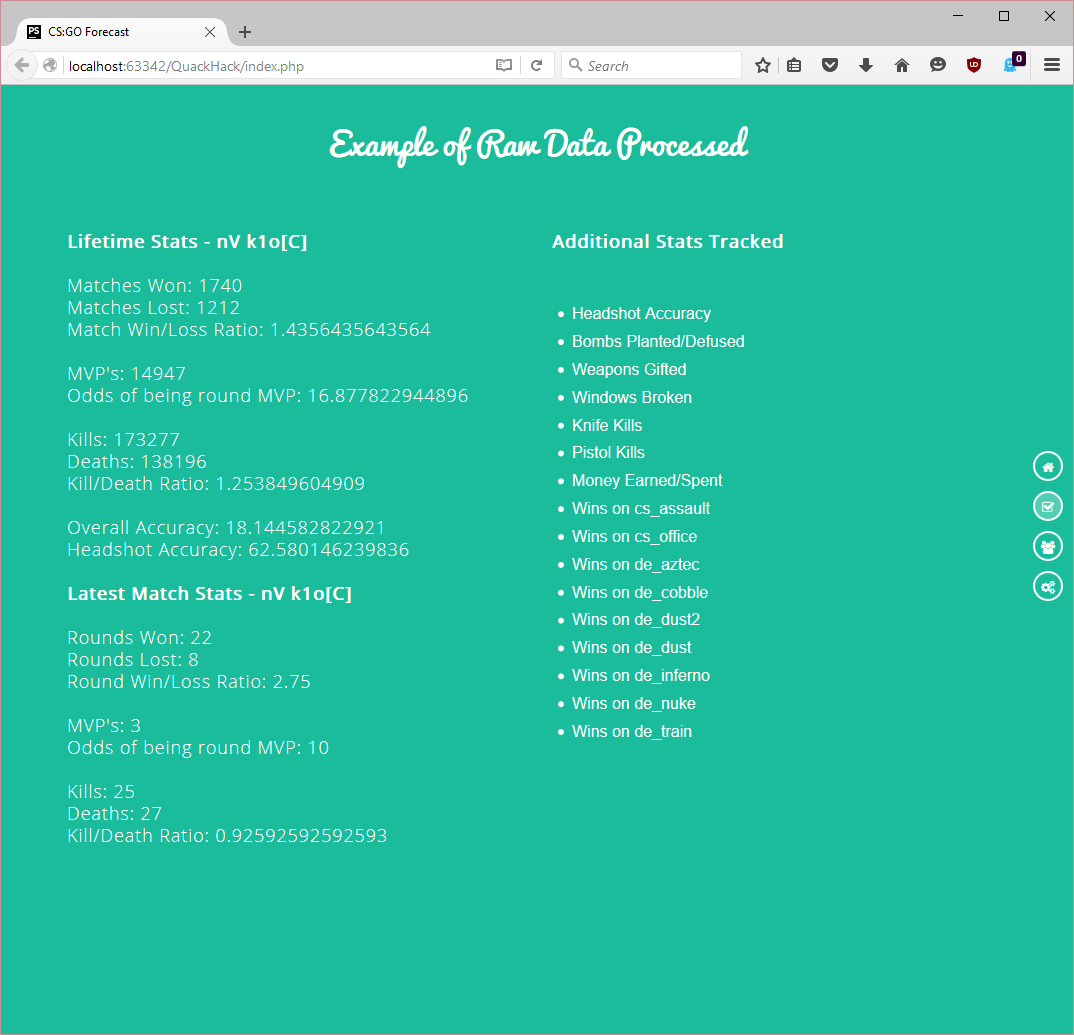 CS:GO Forecast
localhost:63342/QuackHack/index.php
Search
0
Example of Raw Data Processed
Lifetime Stats - nV k1o[C]
Matches Won: 1740
Matches Lost: 1212
Match Win/Loss Ratio: 1.4356435643564
MVP's: 14947
Odds of being round MVP: 16.877822944896
Kills: 173277
Deaths: 138196
Kill/Death Ratio: 1.253849604909
Overall Accuracy: 18.144582822921
Headshot Accuracy: 62.580146239836
Latest Match Stats - nV k1o[C]
Rounds Won: 22
Rounds Lost: 8
Round Win/Loss Ratio: 2.75
MVP's: 3
Odds of being round MVP: 10
Kills: 25
Deaths: 27
Kill/Death Ratio: 0.92592592592593
Additional Stats Tracked
Headshot Accuracy
Bombs Planted/Defused
Weapons Gifted
Windows Broken
Knife Kills
Pistol Kills
Money Earned/Spent
Wins on cs_assault
Wins on cs_office
Wins on de_aztec
Wins on de_cobble
Wins on de_dust2
Wins on de_dust
Wins on de_inferno
Wins on de_nuke
Wins on de_train